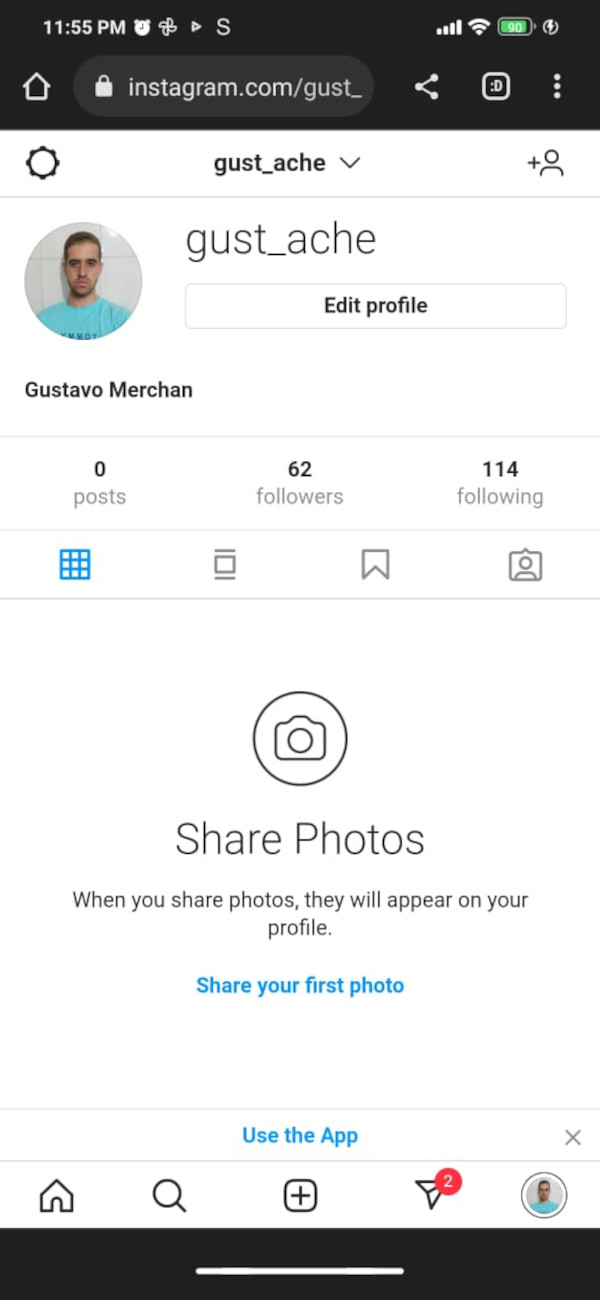 11:55 PM S 90
instagram.com/gust_ :D
gust_ache
gust_ache
Edit profile
Gustavo Merchan
0 62 114
posts followers following
Share Photos
When you share photos, they will appear on your
profile.
Share your first photo
Use the App
2